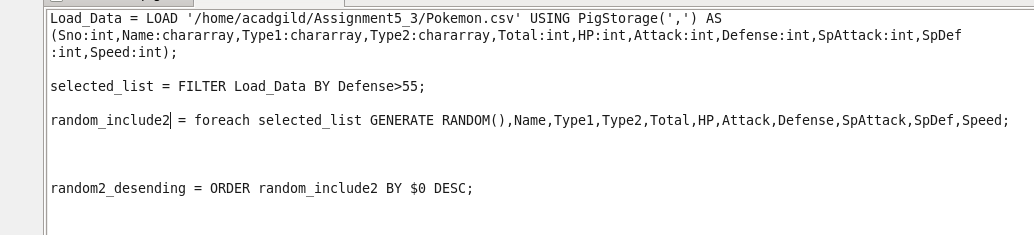 Load_Data = LOAD '/home/acadgild/Assignment5_3/Pokemon.csv' USING PigStorage(',') AS
(Sno:int,Name:chararray,Type1:chararray,Type2:chararray,Total:int,HP:int,Attack:int,Defense:int,SpAttack:int,SpDef
:int,Speed:int);
selected_list = FILTER Load_Data BY Defense>55;
random_include2 = foreach selected_list GENERATE RANDOM(),Name,Type1,Type2,Total,HP,Attack,Defense,SpAttack,SpDef,Speed;
random2_desending = ORDER random_include2 BY $0 DESC;